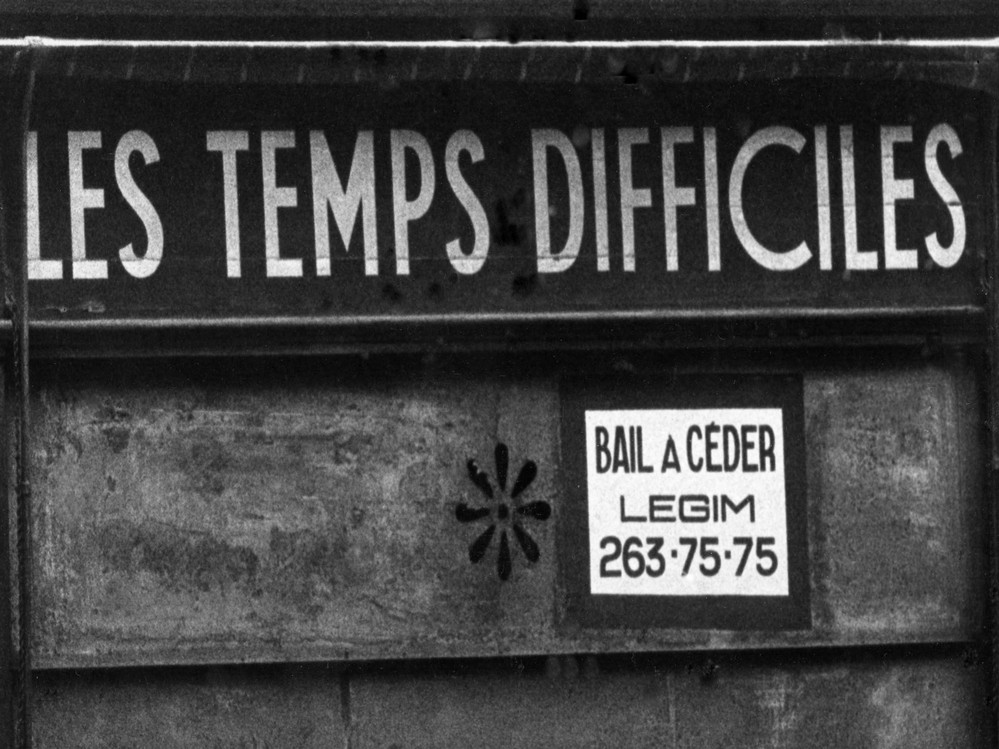 LES TEMPS DIFFICILES
BAIL A CÉDER
LEGIM
263·75·75